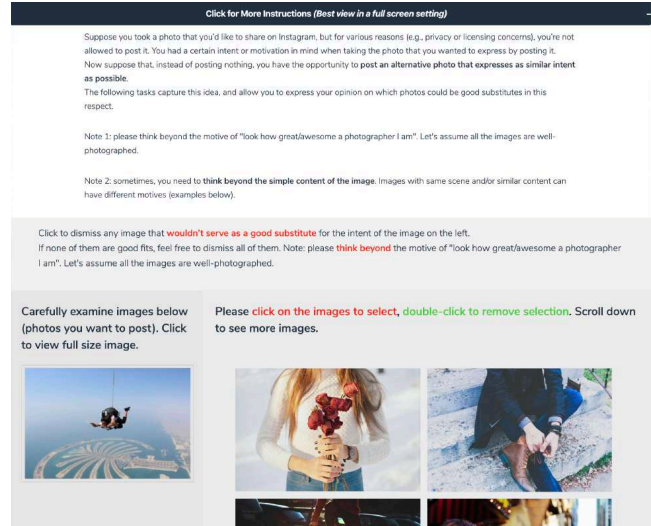 Click for More Instructions (Best view in a full screen setting)
Suppose you took a photo that you'd like to share on Instagram, but for various reasons (e.g., privacy or licensing concerns), you're not
allowed to post it. You had a certain intent or motivation in mind when taking the photo that you wanted to express by posting it.
Now suppose that, instead of posting nothing, you have the opportunity to post an alternative photo that expresses as similar intent
as possible.
The following tasks capture this idea, and allow you to express your opinion on which photos could be good substitutes in this
respect.
Note 1: please think beyond the motive of "look how great/awesome a photographer I am". Let's assume all the images are well-
photographed.
Note 2: sometimes, you need to think beyond the simple content of the image. Images with same scene and/or similar content can
have different motives (examples below).
Click to dismiss any image that wouldn't serve as a good substitute for the intent of the image on the left.
If none of them are good fits, feel free to dismiss all of them. Note: please think beyond the motive of "look how great/awesome a photographer
I am". Let's assume all the images are well-photographed.
Carefully examine images below
(photos you want to post). Click
to view full size image.
Please click on the images to select, double-click to remove selection. Scroll down
to see more images.